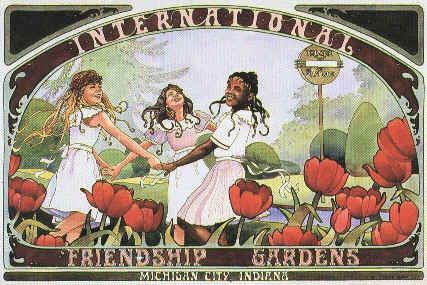 INTERNATIONAL
FRIENDSHIP GARDENS
MICHIGAN CITY, INDIANA